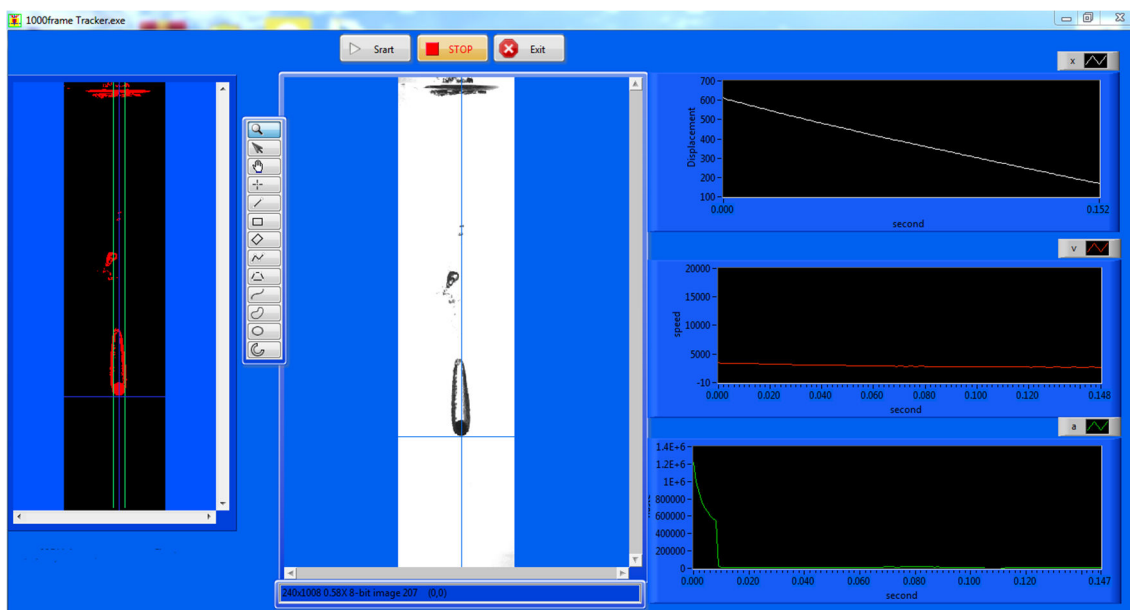 1000frame Tracker.exe
Srart STOP Exit
x
700
600
500
400
300
200
100
Displacement
0.000 0.152
second
v
20000
15000
10000
5000
-10
speed
0.000 0.020 0.040 0.060 0.080 0.100 0.120 0.148
second
a
1.4E+6
1.2E+6
1E+6
800000
600000
400000
200000
0
0.000 0.020 0.040 0.060 0.080 0.100 0.120 0.147
second
240x1008 0.58X 8-bit image 207 (0,0)